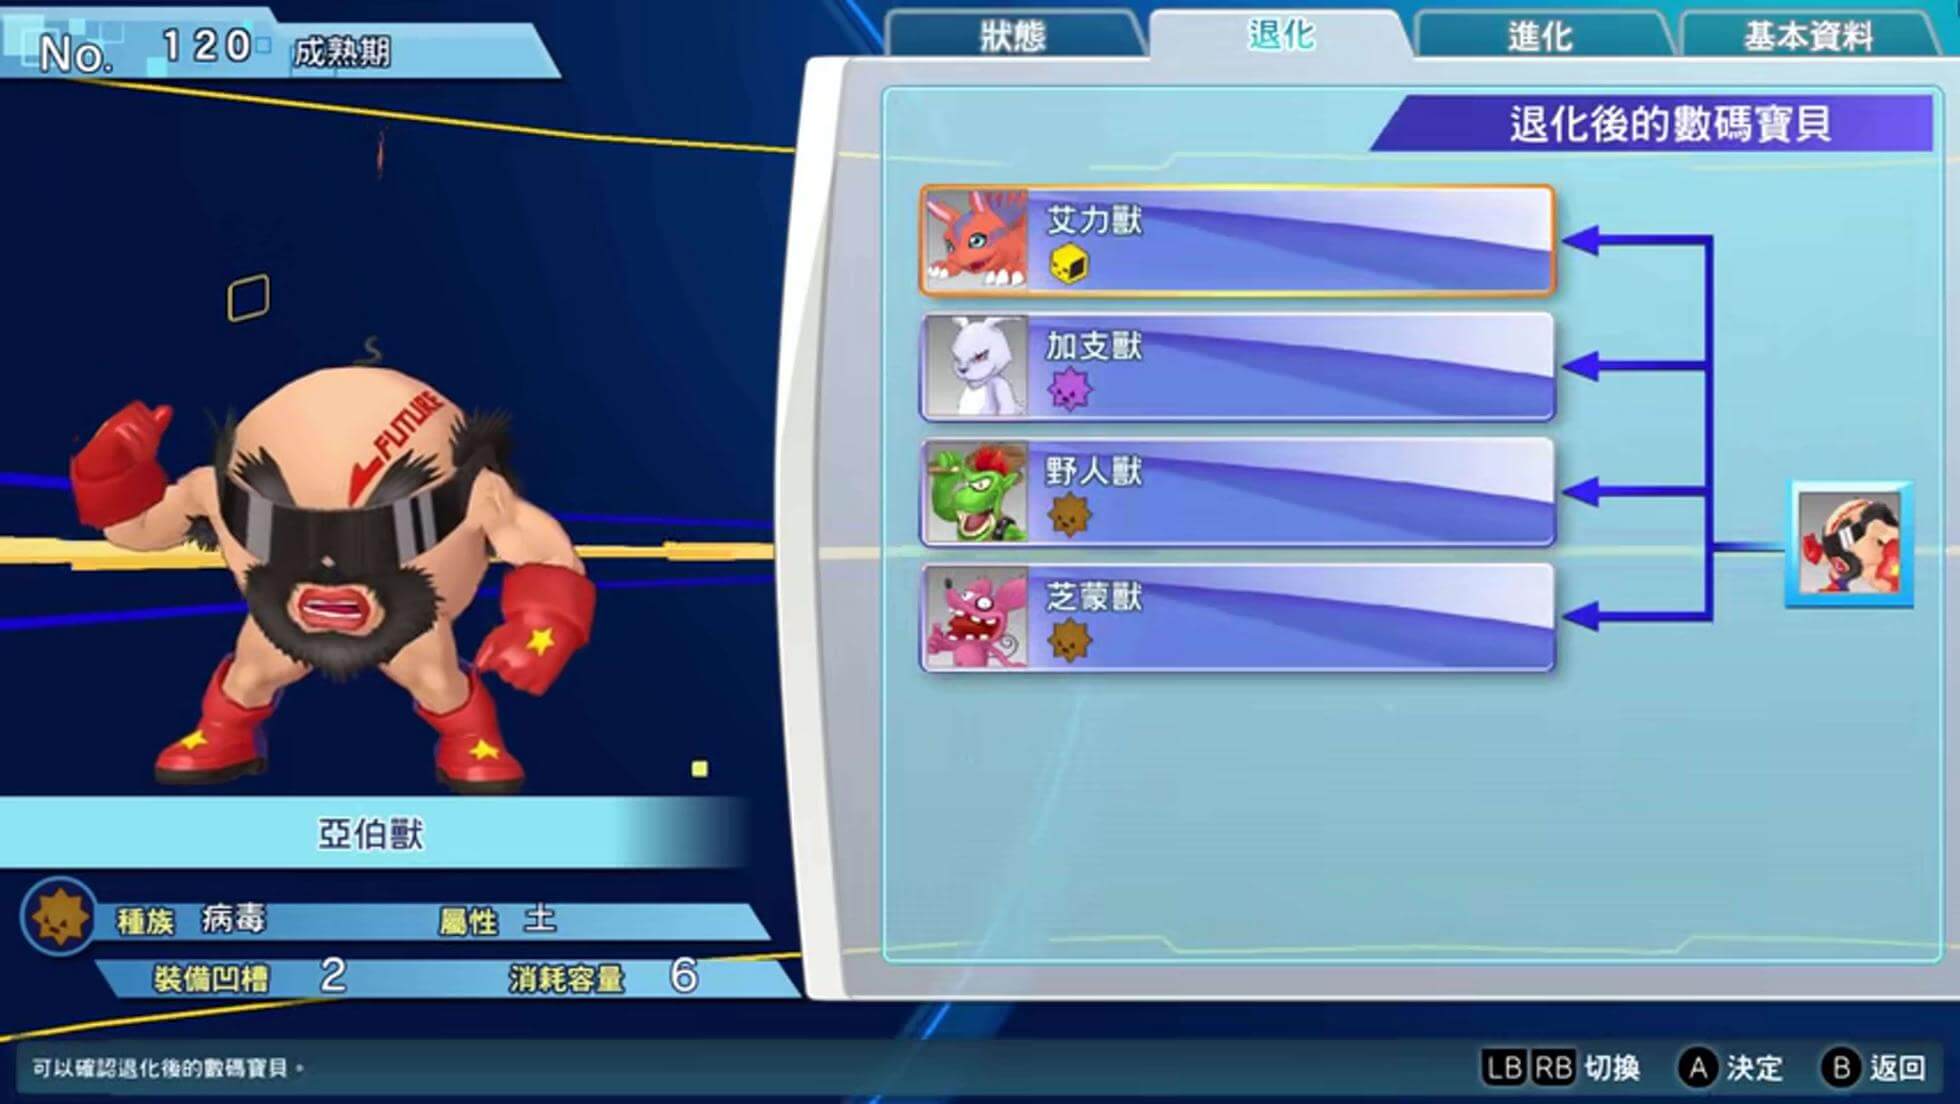 No. 120 成熟期
狀態 退化 進化 基本資料
退化後的數碼寶貝
艾力獸
加支獸
野人獸
芝蒙獸
FUTURE
亞伯獸
種族 病毒 屬性 土
裝備凹槽 2 消耗容量 6
可以確認退化後的數碼寶貝。
LB RB 切換 A 決定 B 返回